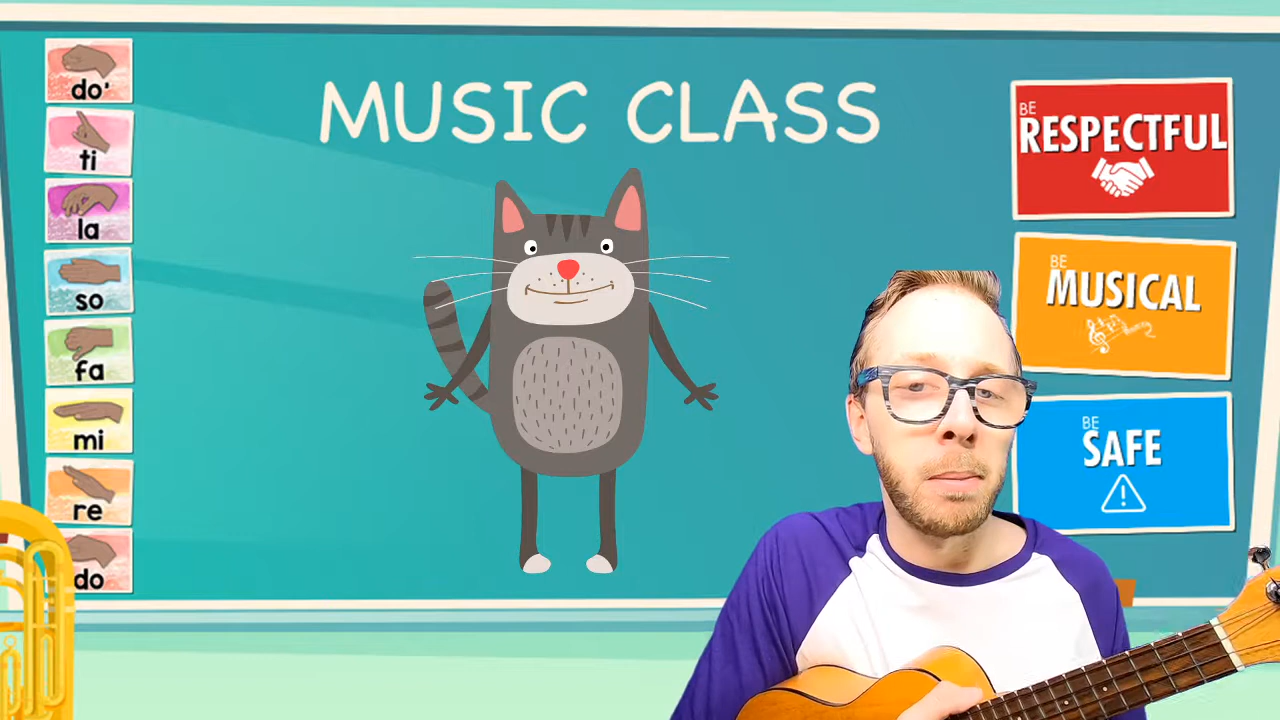 MUSIC CLASS
do'
ti
la
so
fa
mi
re
do
BE
RESPECTFUL
BE
MUSICAL
BE
SAFE